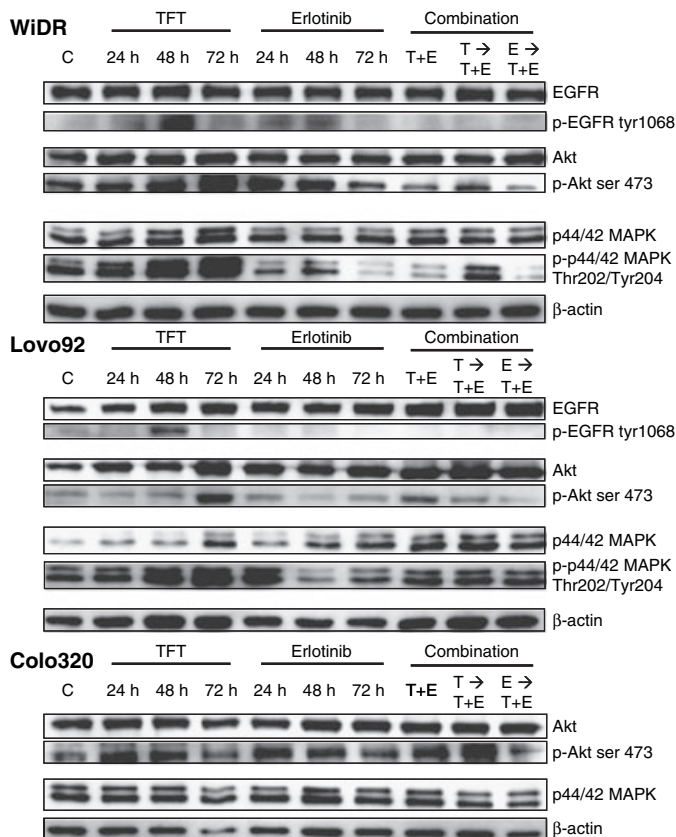 WiDR
TFT Erlotinib Combination
C 24 h 48 h 72 h 24 h 48 h 72 h T+E T → T+E E → T+E
EGFR
p-EGFR tyr1068
Akt
p-Akt ser 473
p44/42 MAPK
p-p44/42 MAPK
Thr202/Tyr204
β-actin
Lovo92
TFT Erlotinib Combination
C 24 h 48 h 72 h 24 h 48 h 72 h T+E T → T+E E → T+E
EGFR
p-EGFR tyr1068
Akt
p-Akt ser 473
p44/42 MAPK
p-p44/42 MAPK
Thr202/Tyr204
β-actin
Colo320
TFT Erlotinib Combination
C 24 h 48 h 72 h 24 h 48 h 72 h T+E T → T+E E → T+E
Akt
p-Akt ser 473
p44/42 MAPK
β-actin